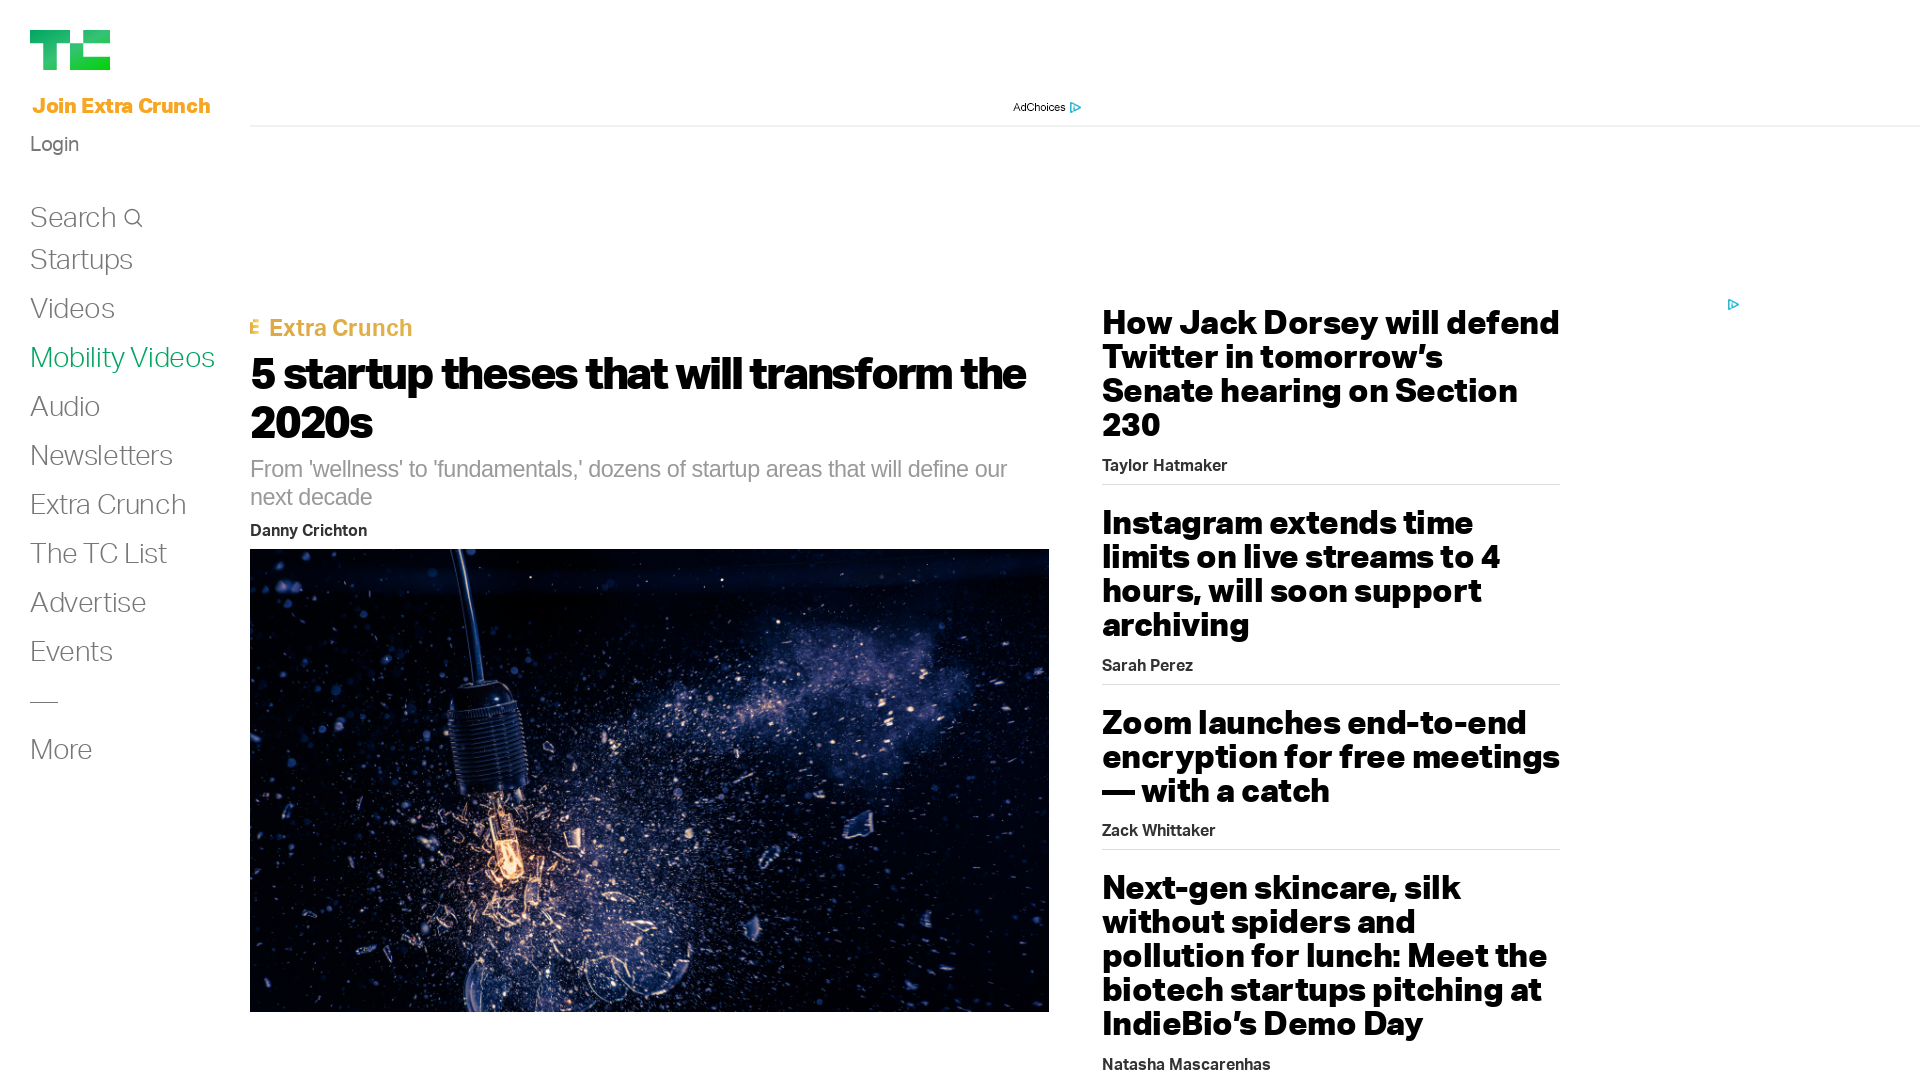 TC
Join Extra Crunch
Login
Search
Startups
Videos
Mobility Videos
Audio
Newsletters
Extra Crunch
The TC List
Advertise
Events
—
More
AdChoices
Extra Crunch
5 startup theses that will transform the
2020s
From 'wellness' to 'fundamentals,' dozens of startup areas that will define our
next decade
Danny Crichton
How Jack Dorsey will defend
Twitter in tomorrow’s
Senate hearing on Section
230
Taylor Hatmaker
Instagram extends time
limits on live streams to 4
hours, will soon support
archiving
Sarah Perez
Zoom launches end-to-end
encryption for free meetings
— with a catch
Zack Whittaker
Next-gen skincare, silk
without spiders and
pollution for lunch: Meet the
biotech startups pitching at
IndieBio’s Demo Day
Natasha Mascarenhas